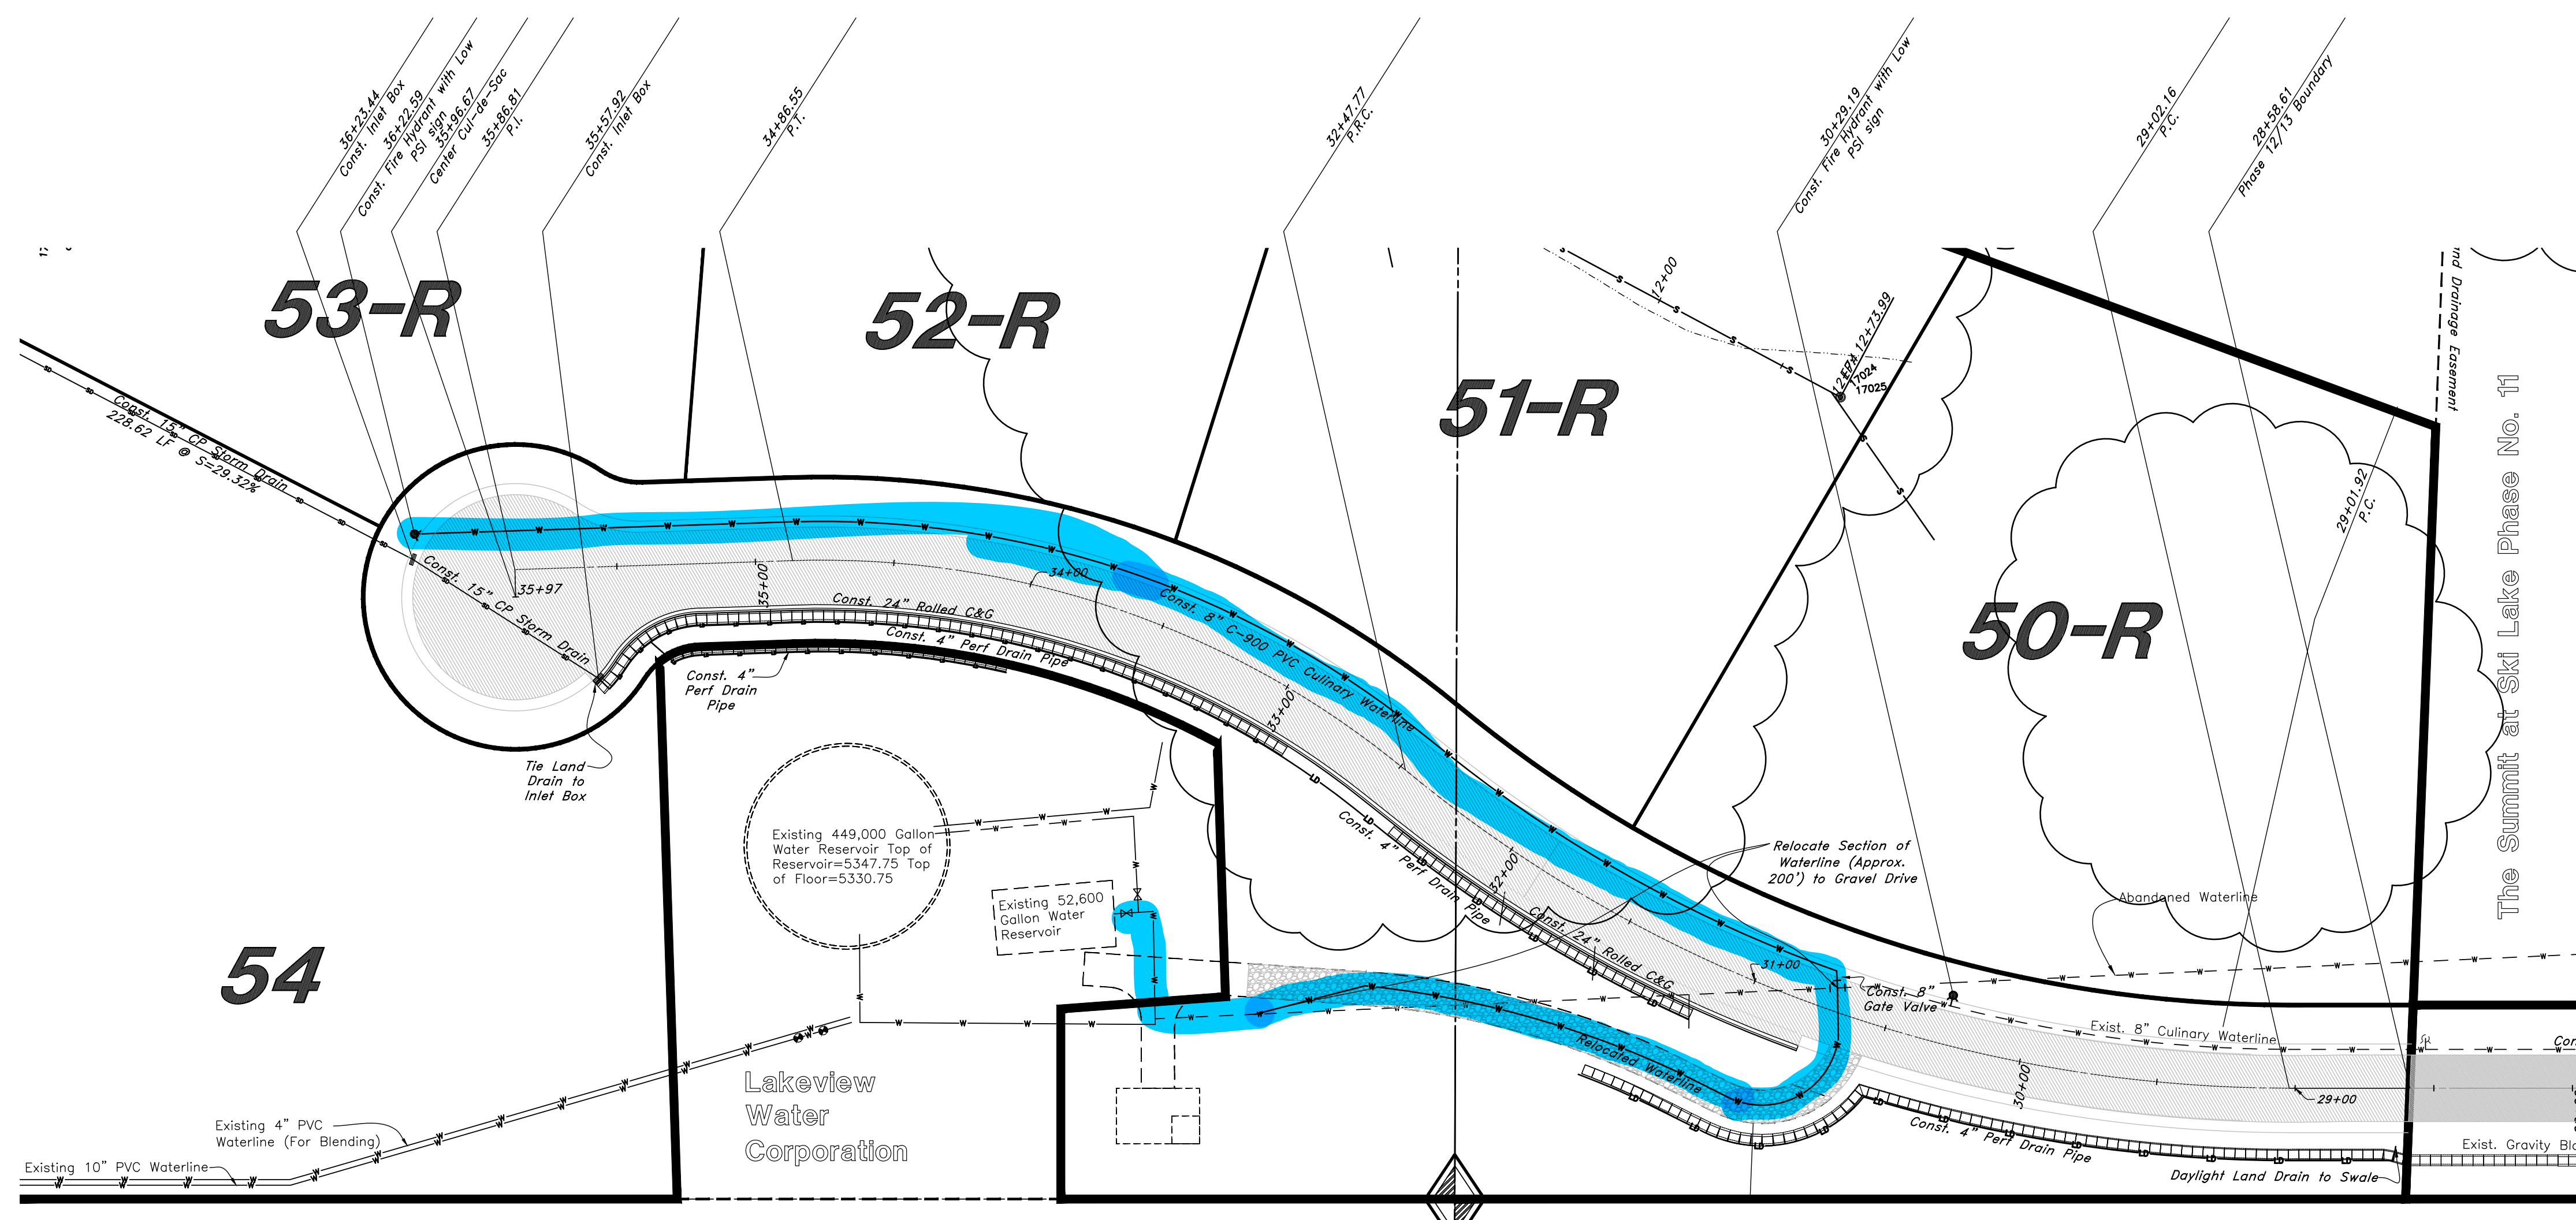 36+23.44
Const. Inlet Box
36+22.59
Const. Fire Hydrant with Low
PSI sign
35+96.67
Center Cul-de-Sac
35+86.81
P.I.
35+57.92
Const. Inlet Box
34+86.55
P.T.
32+47.77
P.R.C.
30+29.19
Const. Fire Hydrant with Low
PSI sign
29+02.16
P.C.
28+58.61
Phase 12/13 Boundary
53-R
52-R
51-R
50-R
54
12+00
12+73.99
17024
17025
nd Drainage Easement
The Summit at Ski Lake Phase No. 11
29+01.92
P.C.
Const. 15" CP Storm Drain
228.62 LF @ S=29.32%
Const. 15" CP Storm Drain
35+97
35+00
34+00
33+00
32+00
31+00
30+00
29+00
Const. 24" Rolled C&G
Const. 4" Perf Drain Pipe
Const. 4"
Perf Drain
Pipe
Const. 8" C-900 PVC Culinary Waterline
Tie Land
Drain to
Inlet Box
Existing 449,000 Gallon
Water Reservoir Top of
Reservoir=5347.75 Top
of Floor=5330.75
Existing 52,600
Gallon Water
Reservoir
Const. 4" Perf Drain Pipe
Const. 24" Rolled C&G
Relocate Section of
Waterline (Approx.
200') to Gravel Drive
Abandoned Waterline
Const. 8"
Gate Valve
Exist. 8" Culinary Waterline
Relocated Waterline
Const. 4" Perf Drain Pipe
Daylight Land Drain to Swale
Exist. Gravity Blo
Con
Lakeview
Water
Corporation
Existing 4" PVC
Waterline (For Blending)
Existing 10" PVC Waterline